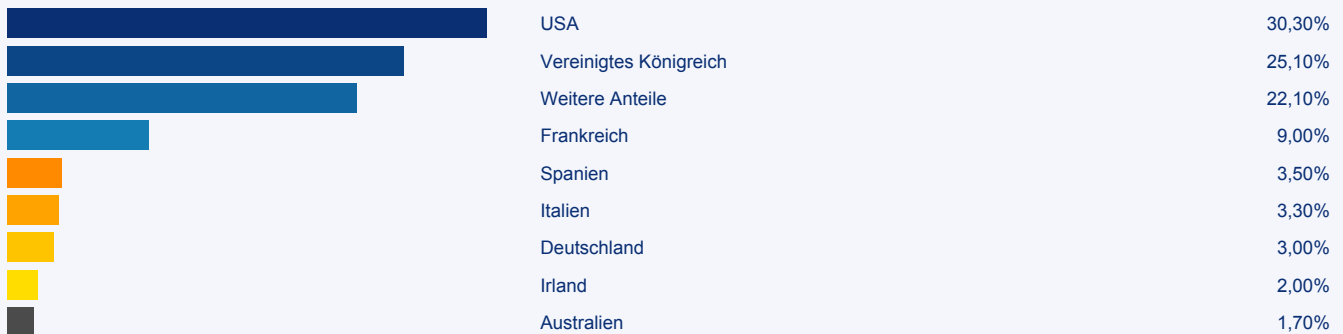 USA 30,30%
Vereinigtes Königreich 25,10%
Weitere Anteile 22,10%
Frankreich 9,00%
Spanien 3,50%
Italien 3,30%
Deutschland 3,00%
Irland 2,00%
Australien 1,70%